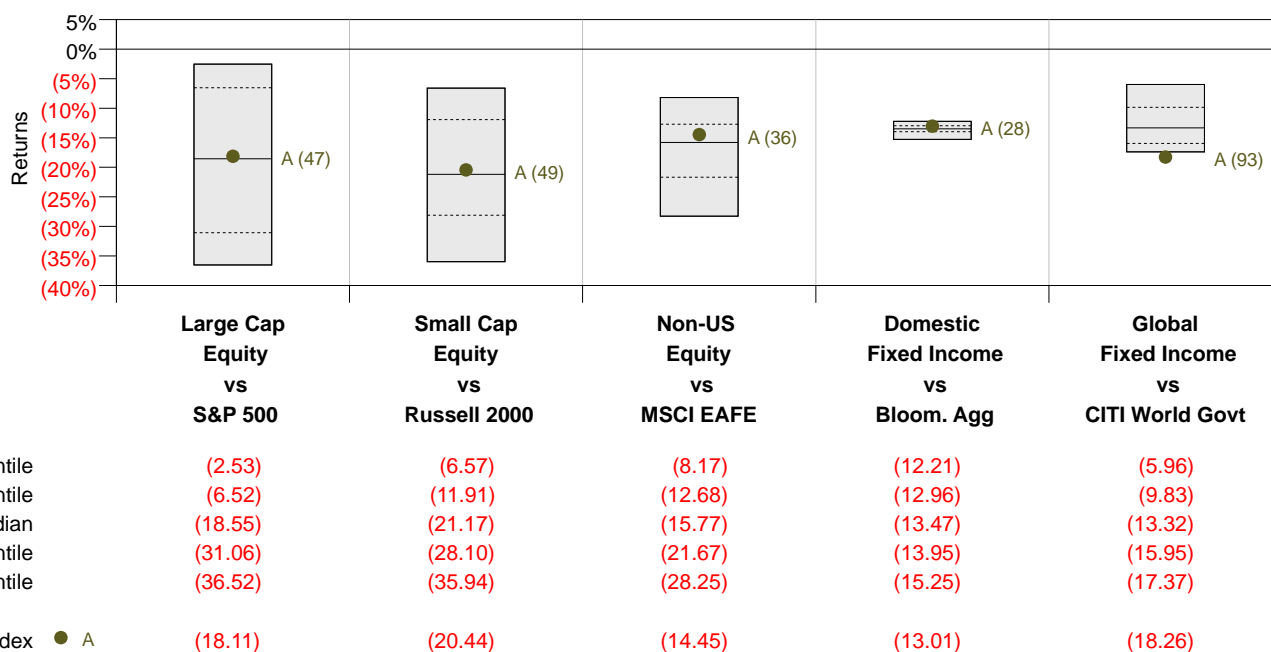 5%
0%
(5%)
(10%)
(15%)
(20%)
(25%)
(30%)
(35%)
(40%)
Returns
A (47)
A (49)
A (36)
A (28)
A (93)
Large Cap
Equity
vs
S&P 500
Small Cap
Equity
vs
Russell 2000
Non-US
Equity
vs
MSCI EAFE
Domestic
Fixed Income
vs
Bloom. Agg
Global
Fixed Income
vs
CITI World Govt
ntile (2.53) (6.57) (8.17) (12.21) (5.96)
ntile (6.52) (11.91) (12.68) (12.96) (9.83)
dian (18.55) (21.17) (15.77) (13.47) (13.32)
ntile (31.06) (28.10) (21.67) (13.95) (15.95)
ntile (36.52) (35.94) (28.25) (15.25) (17.37)
dex A (18.11) (20.44) (14.45) (13.01) (18.26)